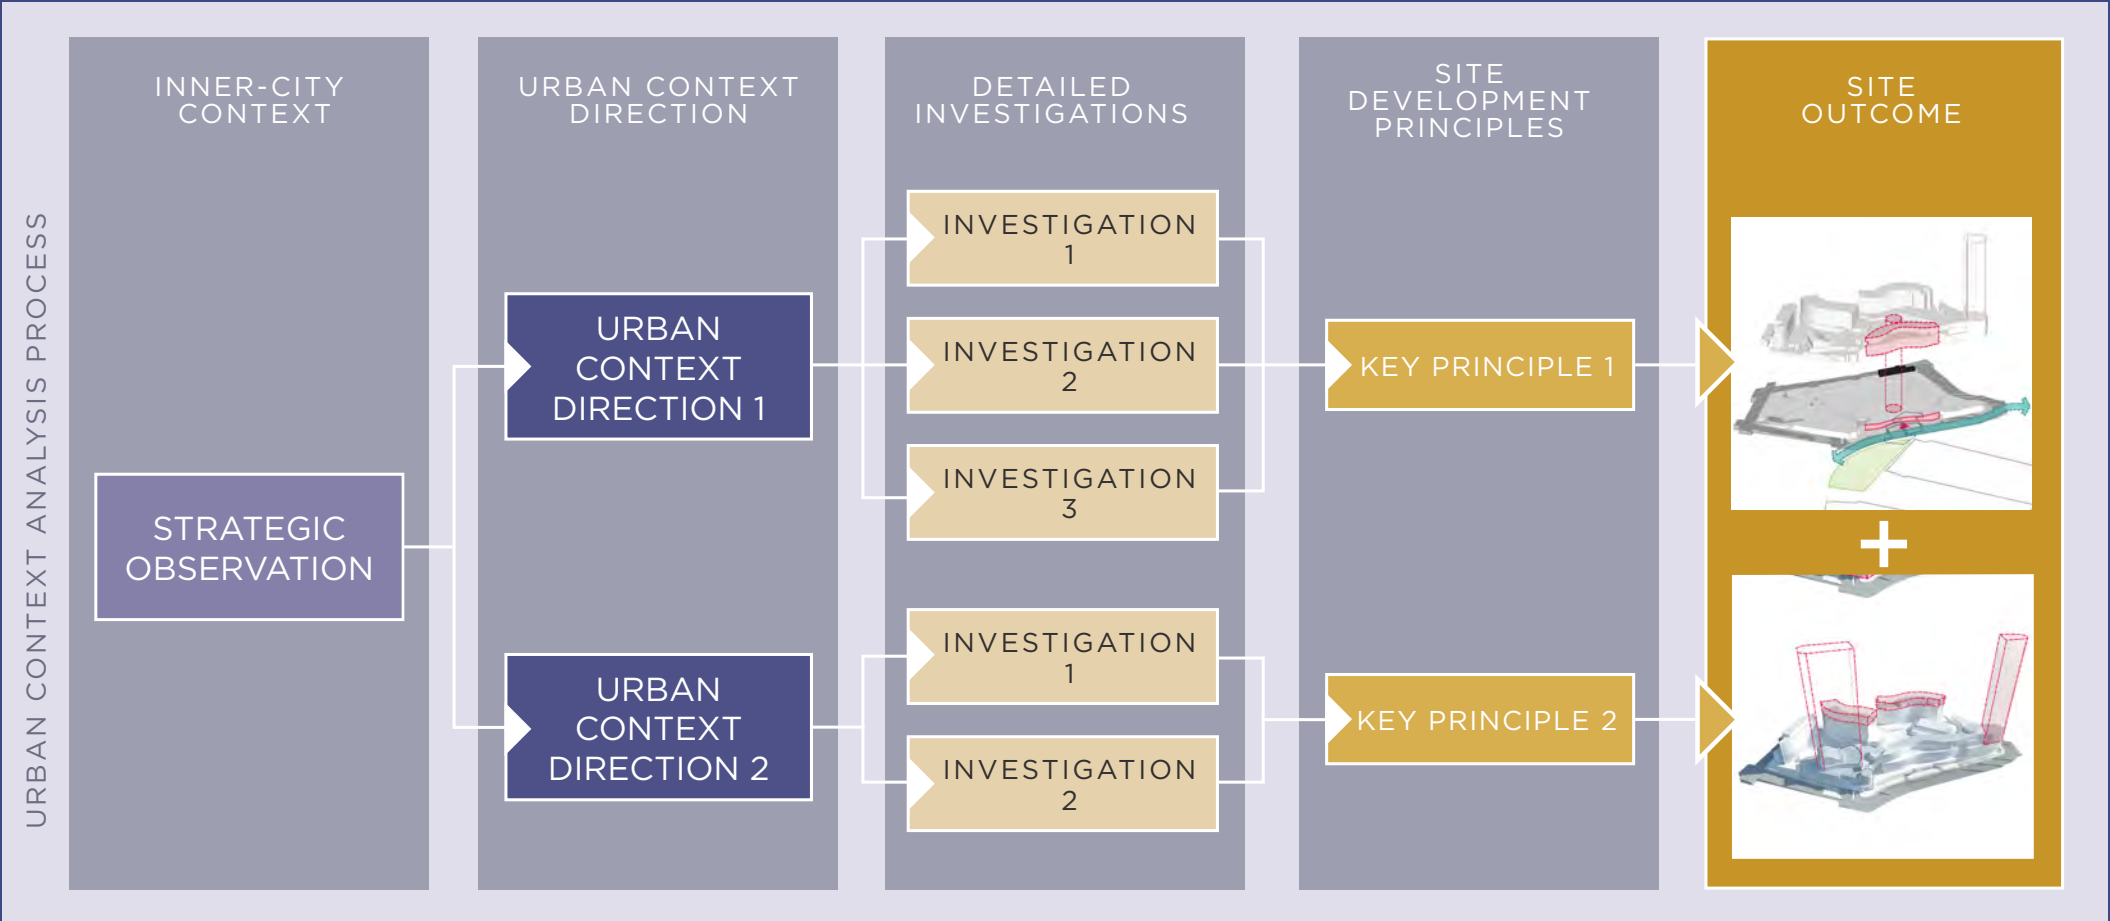 URBAN CONTEXT ANALYSIS PROCESS
INNER-CITY
CONTEXT
STRATEGIC
OBSERVATION
URBAN CONTEXT
DIRECTION
URBAN
CONTEXT
DIRECTION 1
URBAN
CONTEXT
DIRECTION 2
DETAILED
INVESTIGATIONS
INVESTIGATION
1
INVESTIGATION
2
INVESTIGATION
3
INVESTIGATION
1
INVESTIGATION
2
SITE
DEVELOPMENT
PRINCIPLES
KEY PRINCIPLE 1
KEY PRINCIPLE 2
SITE
OUTCOME
+